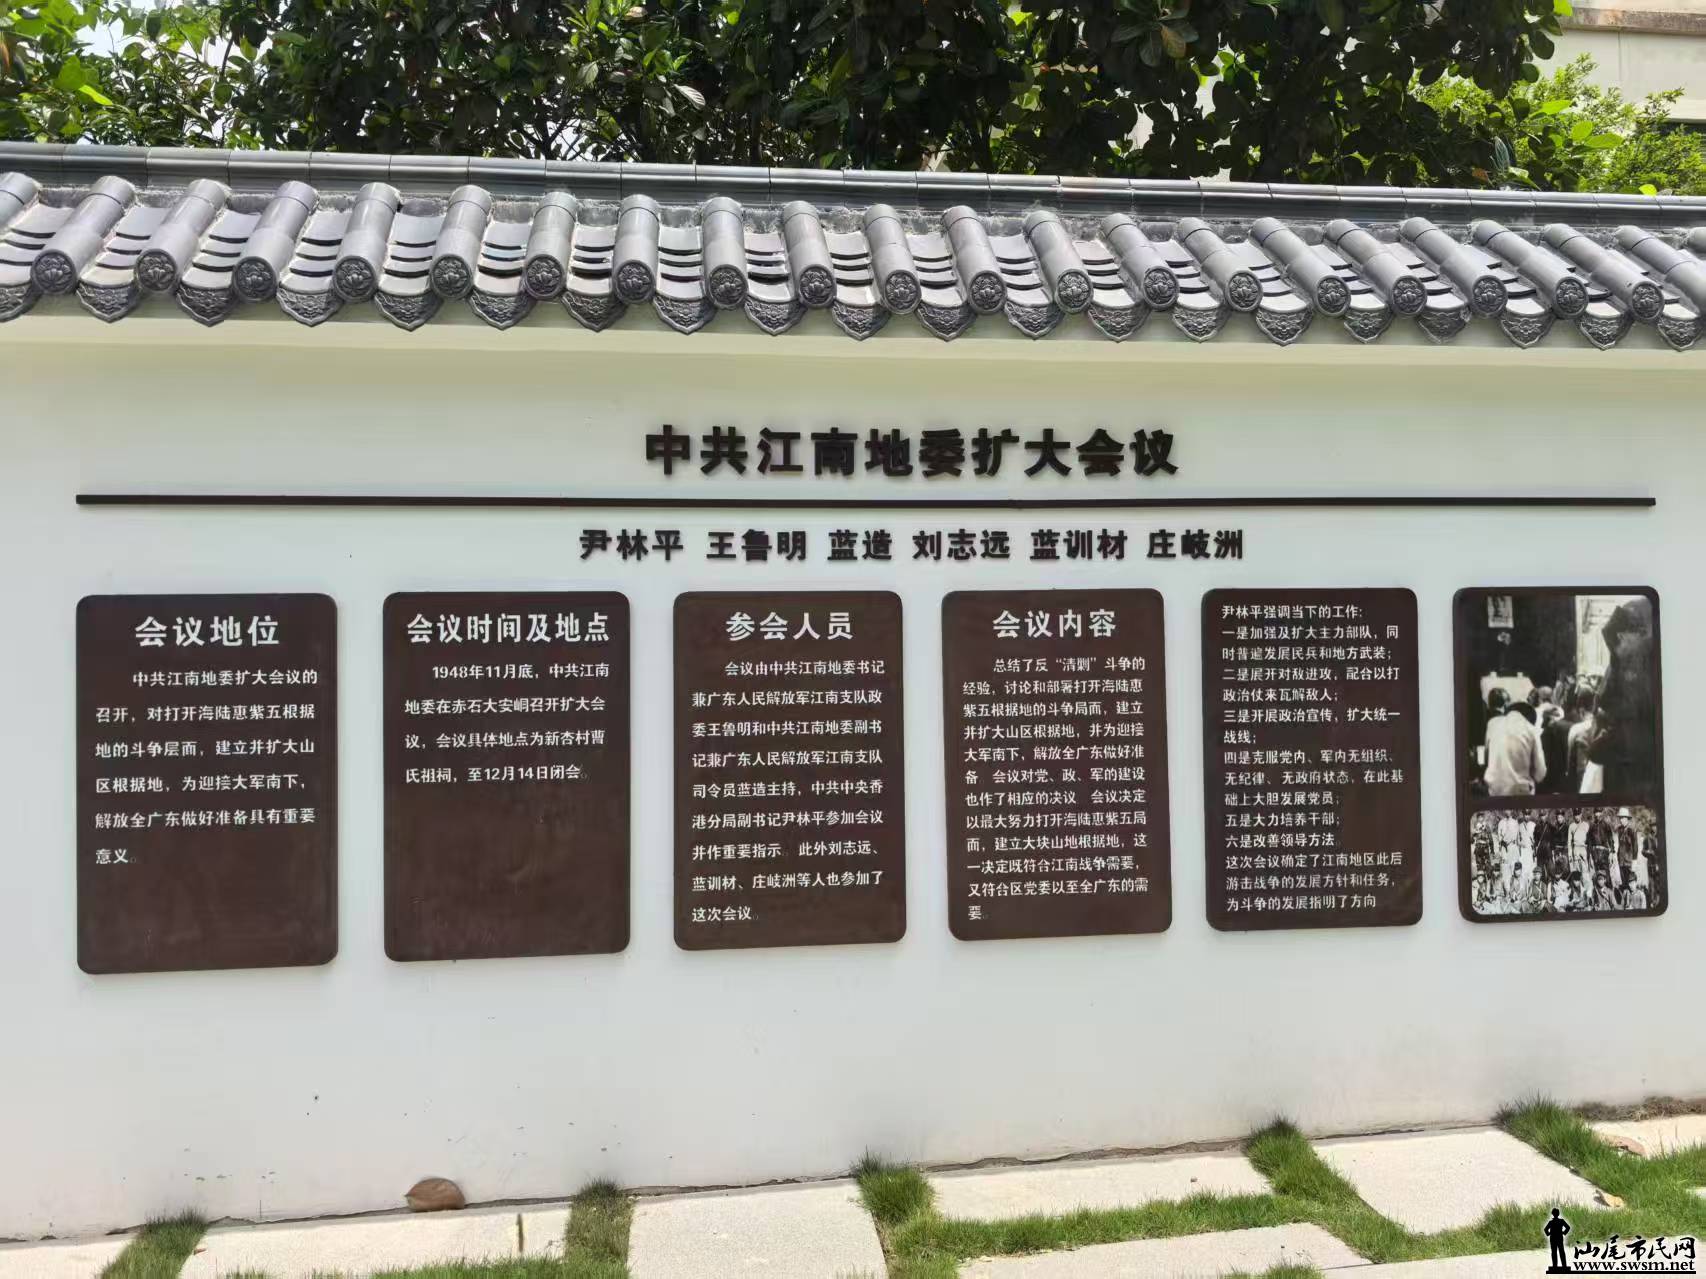 中共江南地委扩大会议
尹林平 王鲁明 蓝造 刘志远 蓝训材 庄岐洲
会议地位
中共江南地委扩大会议的
召开，对打开海陆惠紫五根据
地的斗争层而，建立并扩大山
区根据地，为迎接大军南下，
解放全广东做好准备具有重要
意义。
会议时间及地点
1948年11月底，中共江南
地委在赤石大安峒召开扩大会
议，会议具体地点为新杏村曹
氏祖祠，至12月14日闭会。
参会人员
会议由中共江南地委书记
兼广东人民解放军江南支队政
委王鲁明和中共江南地委副书
记兼广东人民解放军江南支队
司令员蓝造主持，中共中央香
港分局副书记尹林平参加会议
并作重要指示。此外刘志远、
蓝训材、庄岐洲等人也参加了
这次会议。
会议内容
总结了反“清剿”斗争的
经验，讨论和部署打开海陆惠
紫五根据地的斗争局而，建立
并扩大山区根据地，并为迎接
大军南下，解放全广东做好准
备 会议对党、政、军的建设
也作了相应的决议 会议决定
以最大努力打开海陆惠紫五局
而，建立大块山地根据地，这
一决定既符合江南战争需要，
又符合区党委以至全广东的需
要。
尹林平强调当下的工作：
一是加强及扩大主力部队，同
时普遍发展民兵和地方武装；
二是展开对敌进攻，配合以打
政治仗来瓦解敌人；
三是开展政治宣传，扩大统一
战线；
四是克服党内、军内无组织、
无纪律、无政府状态，在此基
础上大胆发展党员；
五是大力培养干部；
六是改善领导方法。
这次会议确定了江南地区此后
游击战争的发展方针和任务，
为斗争的发展指明了方向
汕尾市民网
www.swsm.net